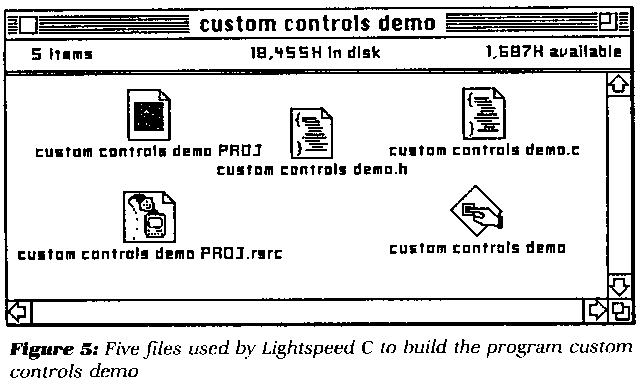 custom controls demo
5 items 18,455K in disk 1,587K available
custom controls demo PROJ
custom controls demo.h
custom controls demo.c
custom controls demo PROJ.rsrc
custom controls demo
Figure 5: Five files used by Lightspeed C to build the program custom
controls demo